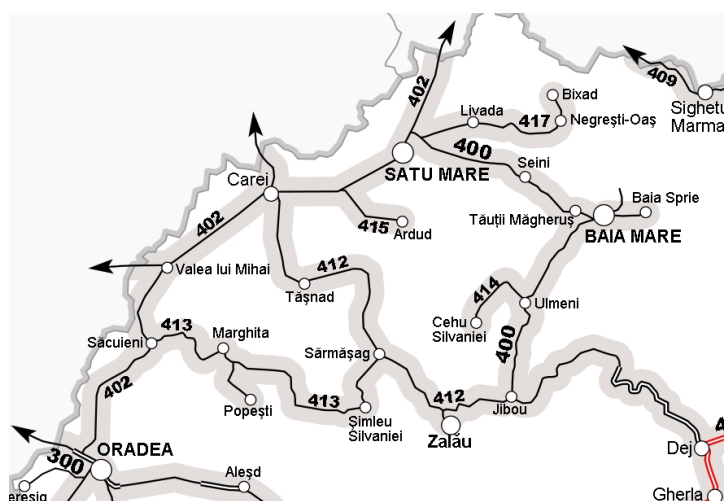 402
409
Bixad
Livada
417
Negrești-Oaș
Sighetu
Marma
400
SATU MARE
Seini
Carei
Baia Sprie
Tăuții Măgheruș
BAIA MARE
402
415
Ardud
Valea lui Mihai
412
Tășnad
414
Ulmeni
Cehu
Silvaniei
400
Săcuieni
413
Marghita
Sărmășag
402
Popești
413
Șimleu
Silvaniei
412
Jibou
Zalău
300
ORADEA
Aleșd
Dej
Gherla
eresig